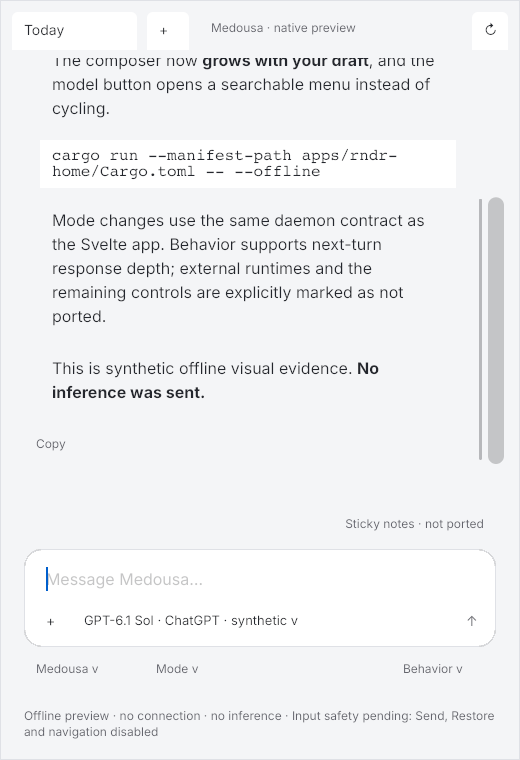 Today
+
Medousa · native preview
↻
The composer now grows with your draft, and the
model button opens a searchable menu instead of
cycling.
cargo run --manifest-path apps/rndr-
home/Cargo.toml -- --offline
Mode changes use the same daemon contract as
the Svelte app. Behavior supports next-turn
response depth; external runtimes and the
remaining controls are explicitly marked as not
ported.
This is synthetic offline visual evidence. No
inference was sent.
Copy
Sticky notes · not ported
Message Medousa...
+ GPT-6.1 Sol · ChatGPT · synthetic v ↑
Medousa v Mode v Behavior v
Offline preview · no connection · no inference · Input safety pending: Send, Restore
and navigation disabled